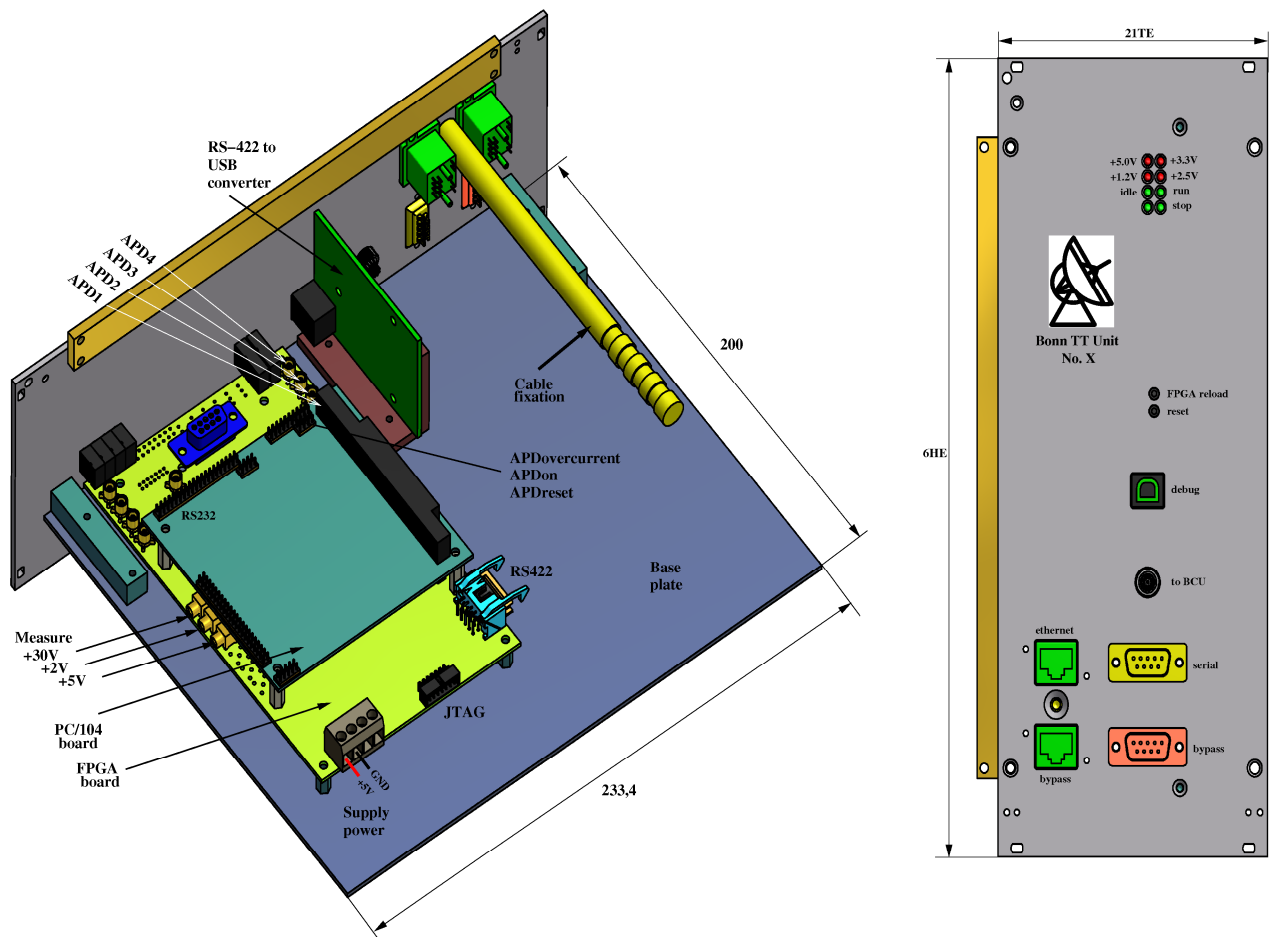 RS−422 to
USB
converter
APD4
APD3
APD2
APD1
200
Cable
fixation
APDovercurrent
APDon
APDreset
RS232
RS422
Base
plate
Measure
+30V
+2V
+5V
PC/104
board
FPGA
board
JTAG
GND
+5V
Supply
power
233,4
21TE
6HE
+5.0V
+3.3V
+1.2V
+2.5V
idle
run
stop
Bonn TT Unit
No. X
FPGA reload
reset
debug
to BCU
ethernet
serial
bypass
bypass